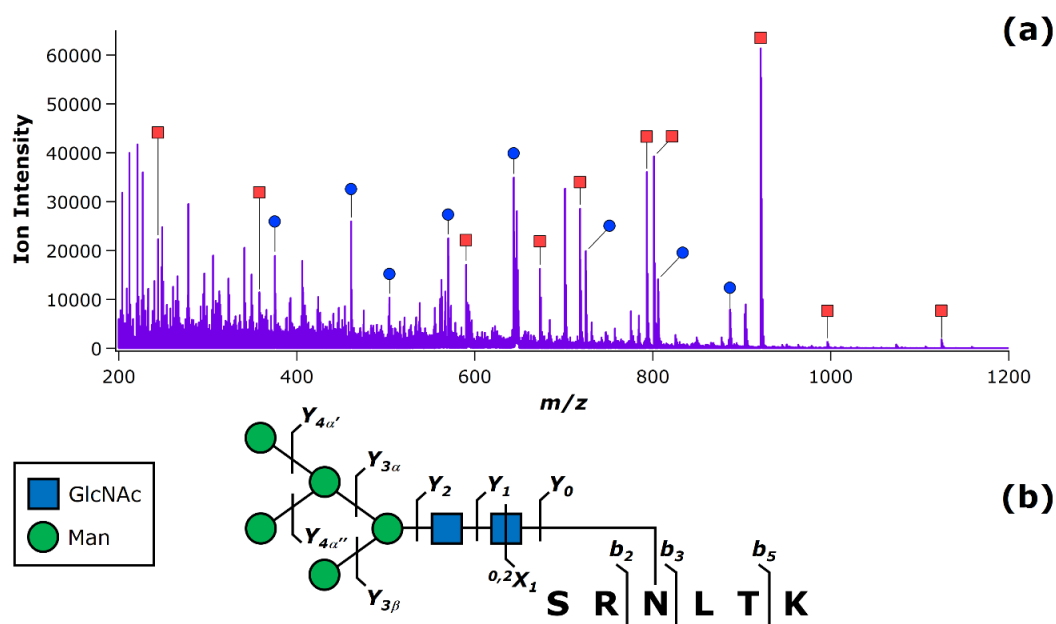 (a)
Ion Intensity
60000
50000
40000
30000
20000
10000
0
200 400 600 800 1000 1200
m/z
(b)
GlcNAc
Man
Y4α'
Y3α
Y2 Y1 Y0
Y4α''
Y3β
0,2X1
b2 b3 b5
S R N L T K